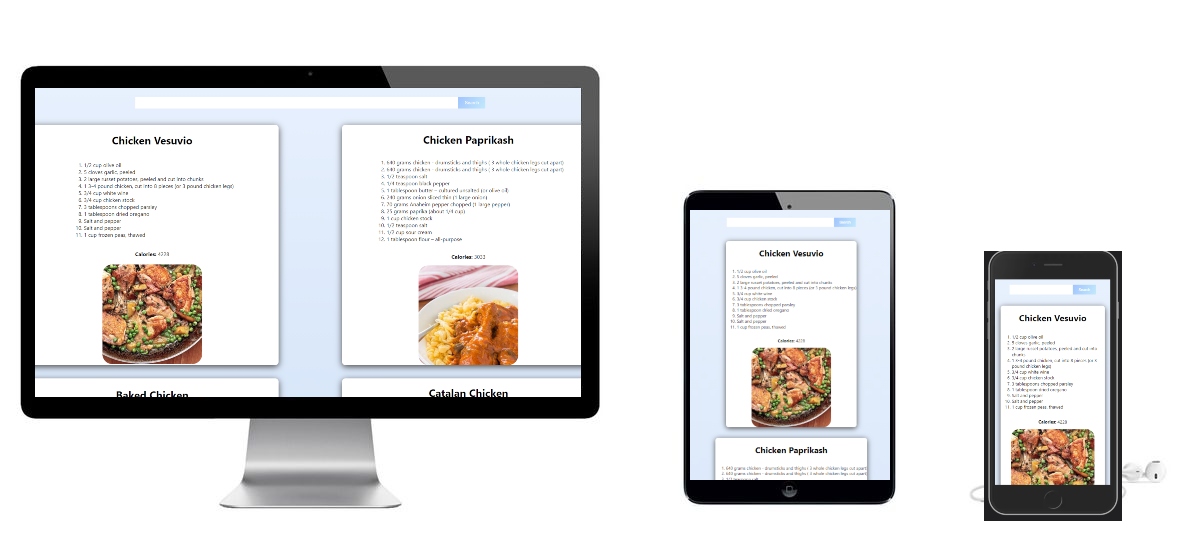 Search
Chicken Vesuvio
1. 1/2 cup olive oil
2. 5 cloves garlic, peeled
3. 2 large russet potatoes, peeled and cut into chunks
4. 1 3-4 pound chicken, cut into 8 pieces (or 3 pound chicken legs)
5. 3/4 cup white wine
6. 3/4 cup chicken stock
7. 3 tablespoons chopped parsley
8. 1 tablespoon dried oregano
9. Salt and pepper
10. Salt and pepper
11. 1 cup frozen peas, thawed
Calories: 4228
Chicken Paprikash
1. 640 grams chicken - drumsticks and thighs ( 3 whole chicken legs cut apart)
2. 640 grams chicken - drumsticks and thighs ( 3 whole chicken legs cut apart)
3. 1/2 teaspoon salt
4. 1/4 teaspoon black pepper
5. 1 tablespoon butter – cultured unsalted (or olive oil)
6. 240 grams onion sliced thin (1 large onion)
7. 70 grams Anaheim pepper chopped (1 large pepper)
8. 25 grams paprika (about 1/4 cup)
9. 1 cup chicken stock
10. 1/2 teaspoon salt
11. 1/2 cup sour cream
12. 1 tablespoon flour – all-purpose
Calories: 3033
Baked Chicken
Catalan Chicken
Search
Chicken Vesuvio
1. 1/2 cup olive oil
2. 5 cloves garlic, peeled
3. 2 large russet potatoes, peeled and cut into chunks
4. 1 3-4 pound chicken, cut into 8 pieces (or 3 pound chicken legs)
5. 3/4 cup white wine
6. 3/4 cup chicken stock
7. 3 tablespoons chopped parsley
8. 1 tablespoon dried oregano
9. Salt and pepper
10. Salt and pepper
11. 1 cup frozen peas, thawed
Calories: 4228
Chicken Paprikash
1. 640 grams chicken - drumsticks and thighs ( 3 whole chicken legs cut apart)
2. 640 grams chicken - drumsticks and thighs ( 3 whole chicken legs cut apart)
Search
Chicken Vesuvio
1. 1/2 cup olive oil
2. 5 cloves garlic, peeled
3. 2 large russet potatoes, peeled and cut into
chunks
4. 1 3-4 pound chicken, cut into 8 pieces (or 3
pound chicken legs)
5. 3/4 cup white wine
6. 3/4 cup chicken stock
7. 3 tablespoons chopped parsley
8. 1 tablespoon dried oregano
9. Salt and pepper
10. Salt and pepper
11. 1 cup frozen peas, thawed
Calories: 4228